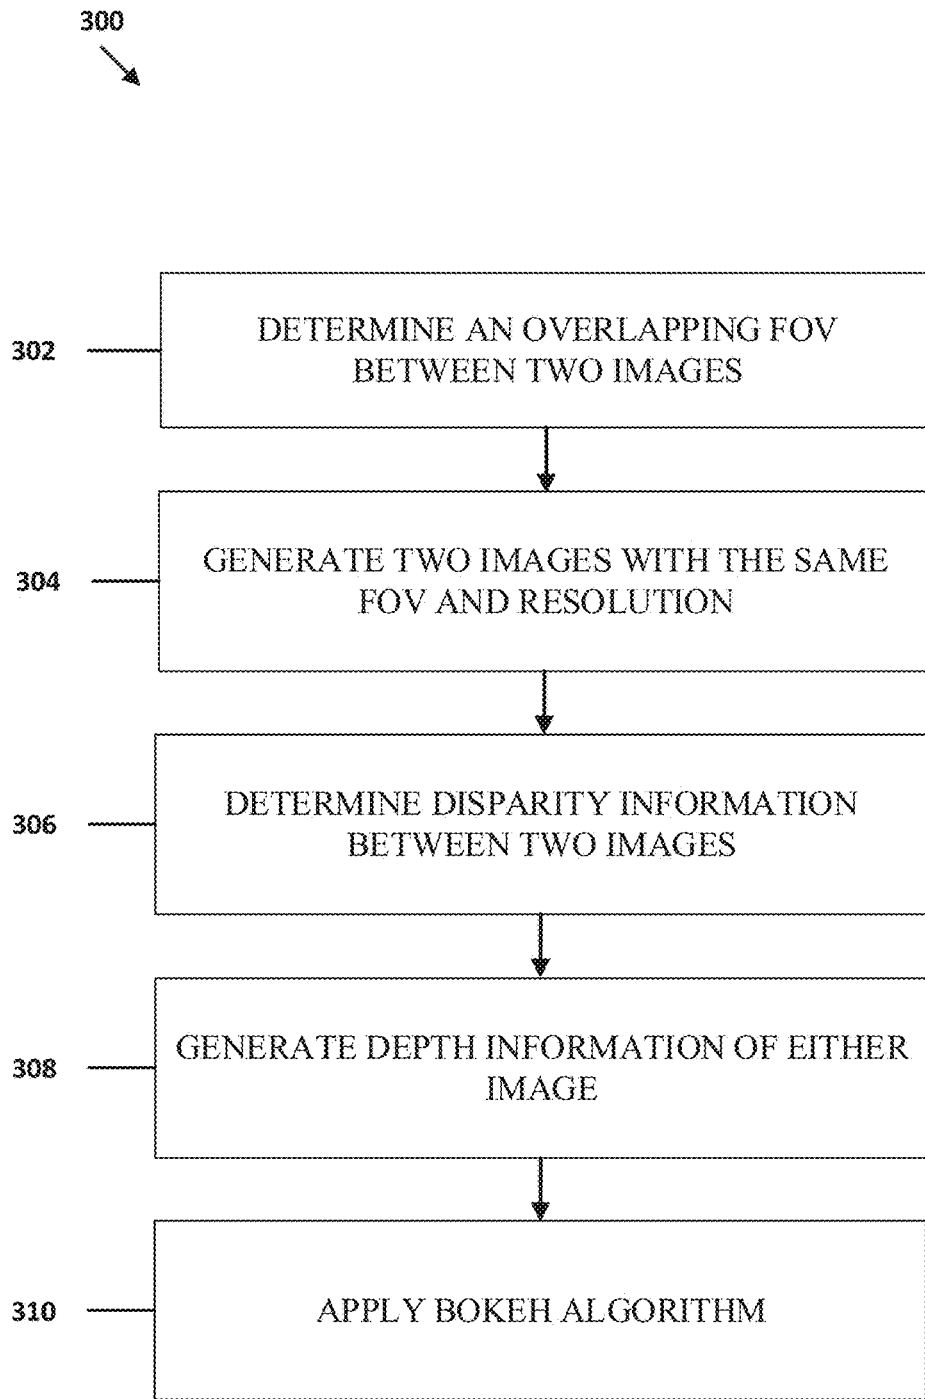 300
302
DETERMINE AN OVERLAPPING FOV
BETWEEN TWO IMAGES
304
GENERATE TWO IMAGES WITH THE SAME
FOV AND RESOLUTION
306
DETERMINE DISPARITY INFORMATION
BETWEEN TWO IMAGES
308
GENERATE DEPTH INFORMATION OF EITHER
IMAGE
310
APPLY BOKEH ALGORITHM